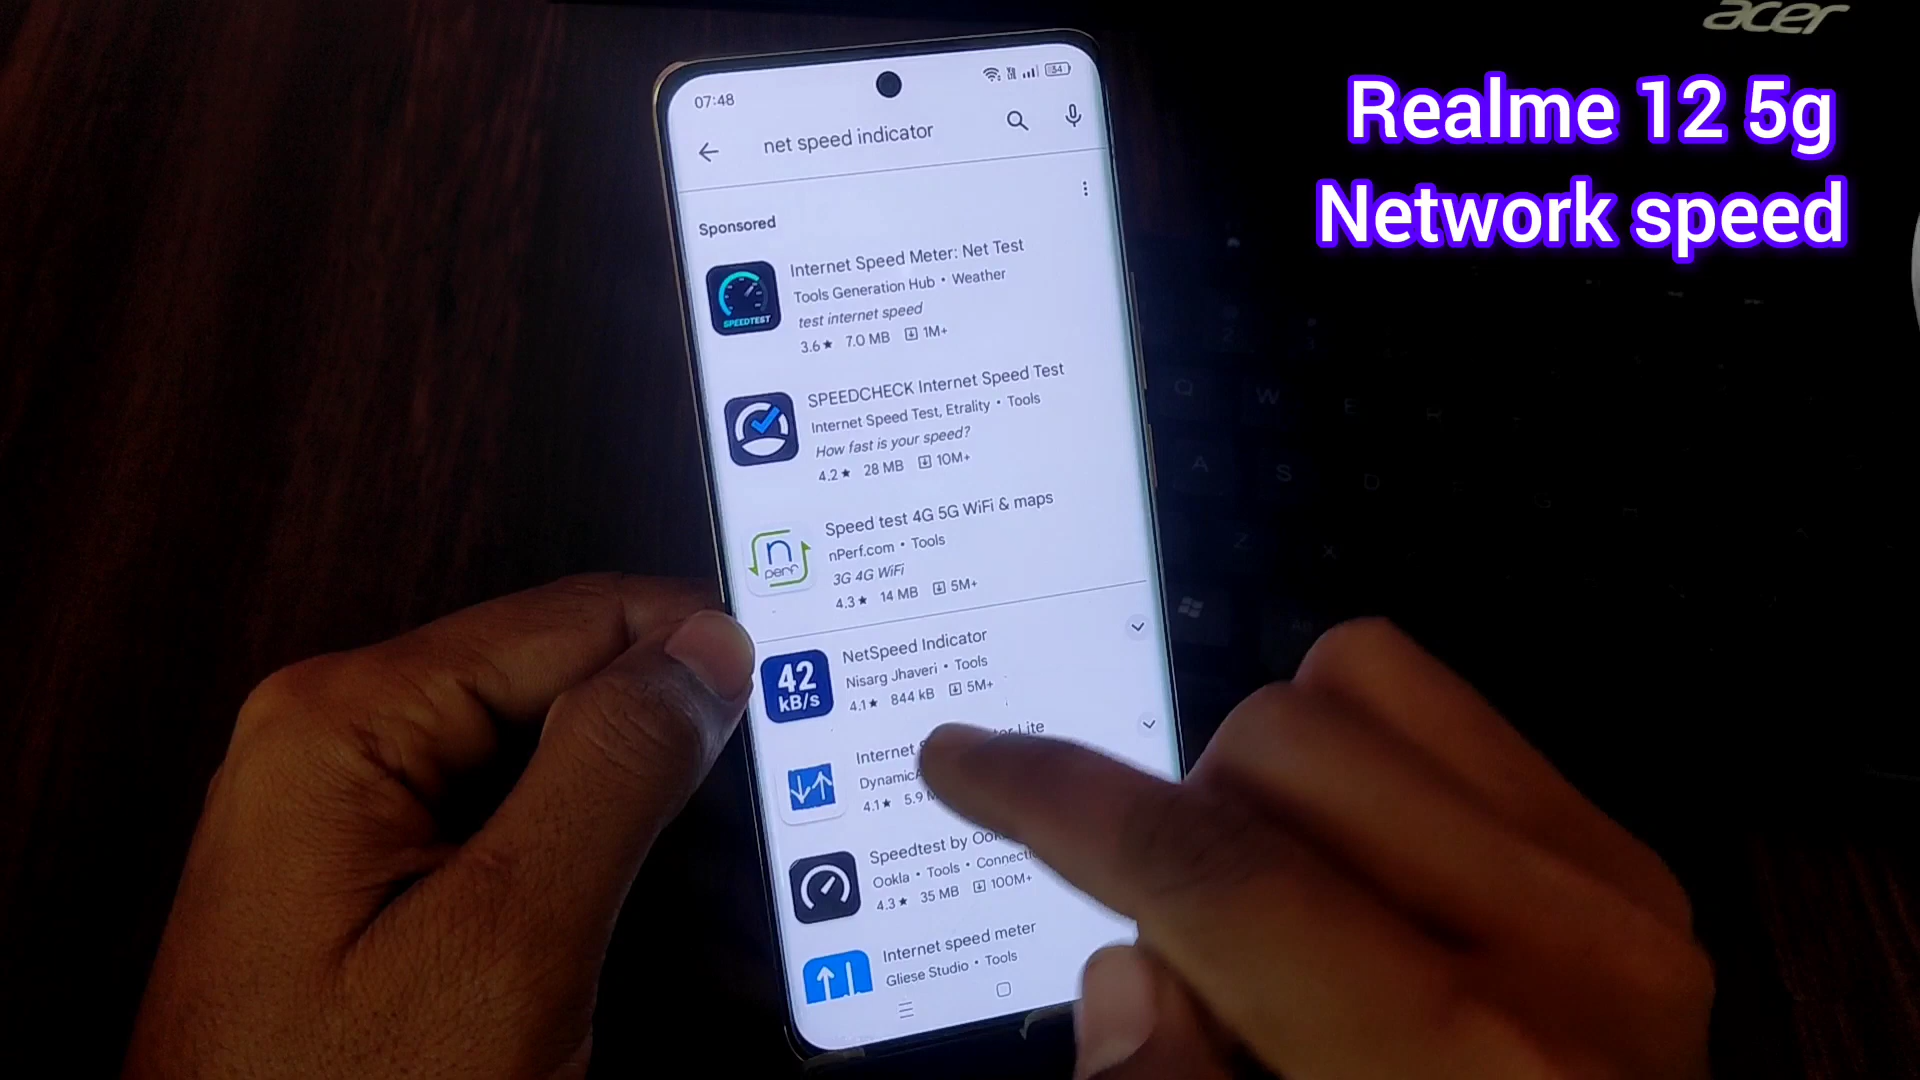 acer
Realme 12 5g
Network speed
07:48
54
net speed indicator
Sponsored
Internet Speed Meter: Net Test
Tools Generation Hub • Weather
test internet speed
3.6★ 7.0 MB 1M+
SPEEDTEST
SPEEDCHECK Internet Speed Test
Internet Speed Test, Etrality • Tools
How fast is your speed?
4.2★ 28 MB 10M+
Speed test 4G 5G WiFi & maps
nPerf.com • Tools
3G 4G WiFi
4.3★ 14 MB 5M+
n
perf
NetSpeed Indicator
Nisarg Jhaveri • Tools
4.1★ 844 kB 5M+
42
kB/s
Internet Lite
4.1★ 5.9
Speedtest by
Ookla • Tools •
4.3★ 35 MB 100M+
Internet speed meter
Gliese Studio • Tools
Q W E
A S D
Z X